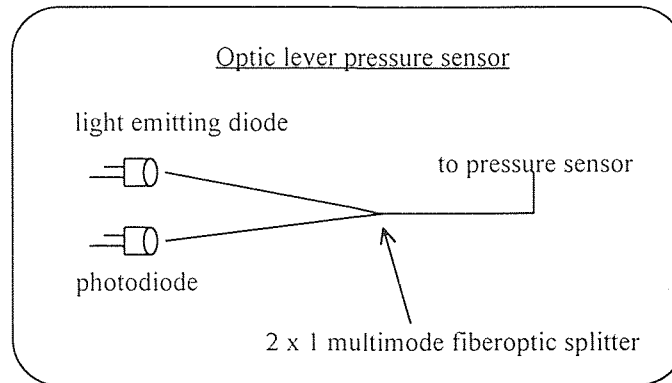 Optic lever pressure sensor
light emitting diode
to pressure sensor
photodiode
2 x 1 multimode fiberoptic splitter